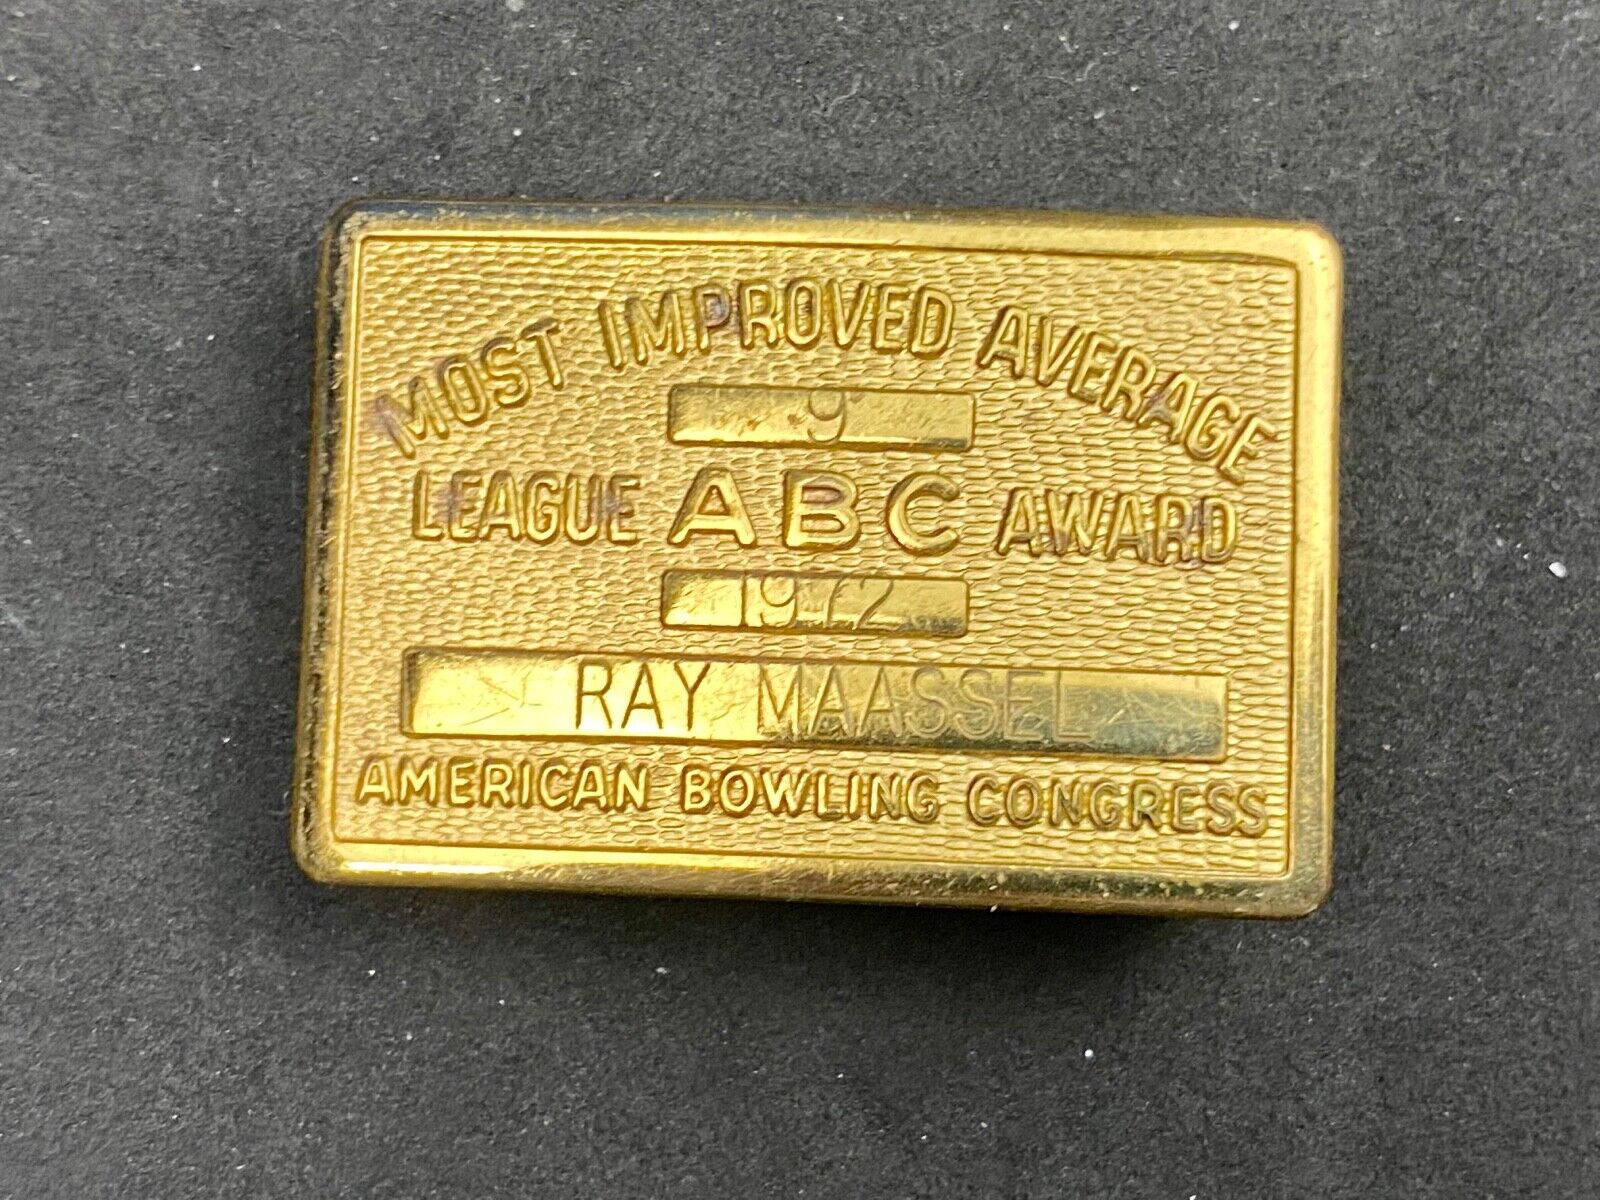 MOST IMPROVED AVERAGE
9
LEAGUE ABC AWARD
1972
RAY MAASSEL
AMERICAN BOWLING CONGRESS